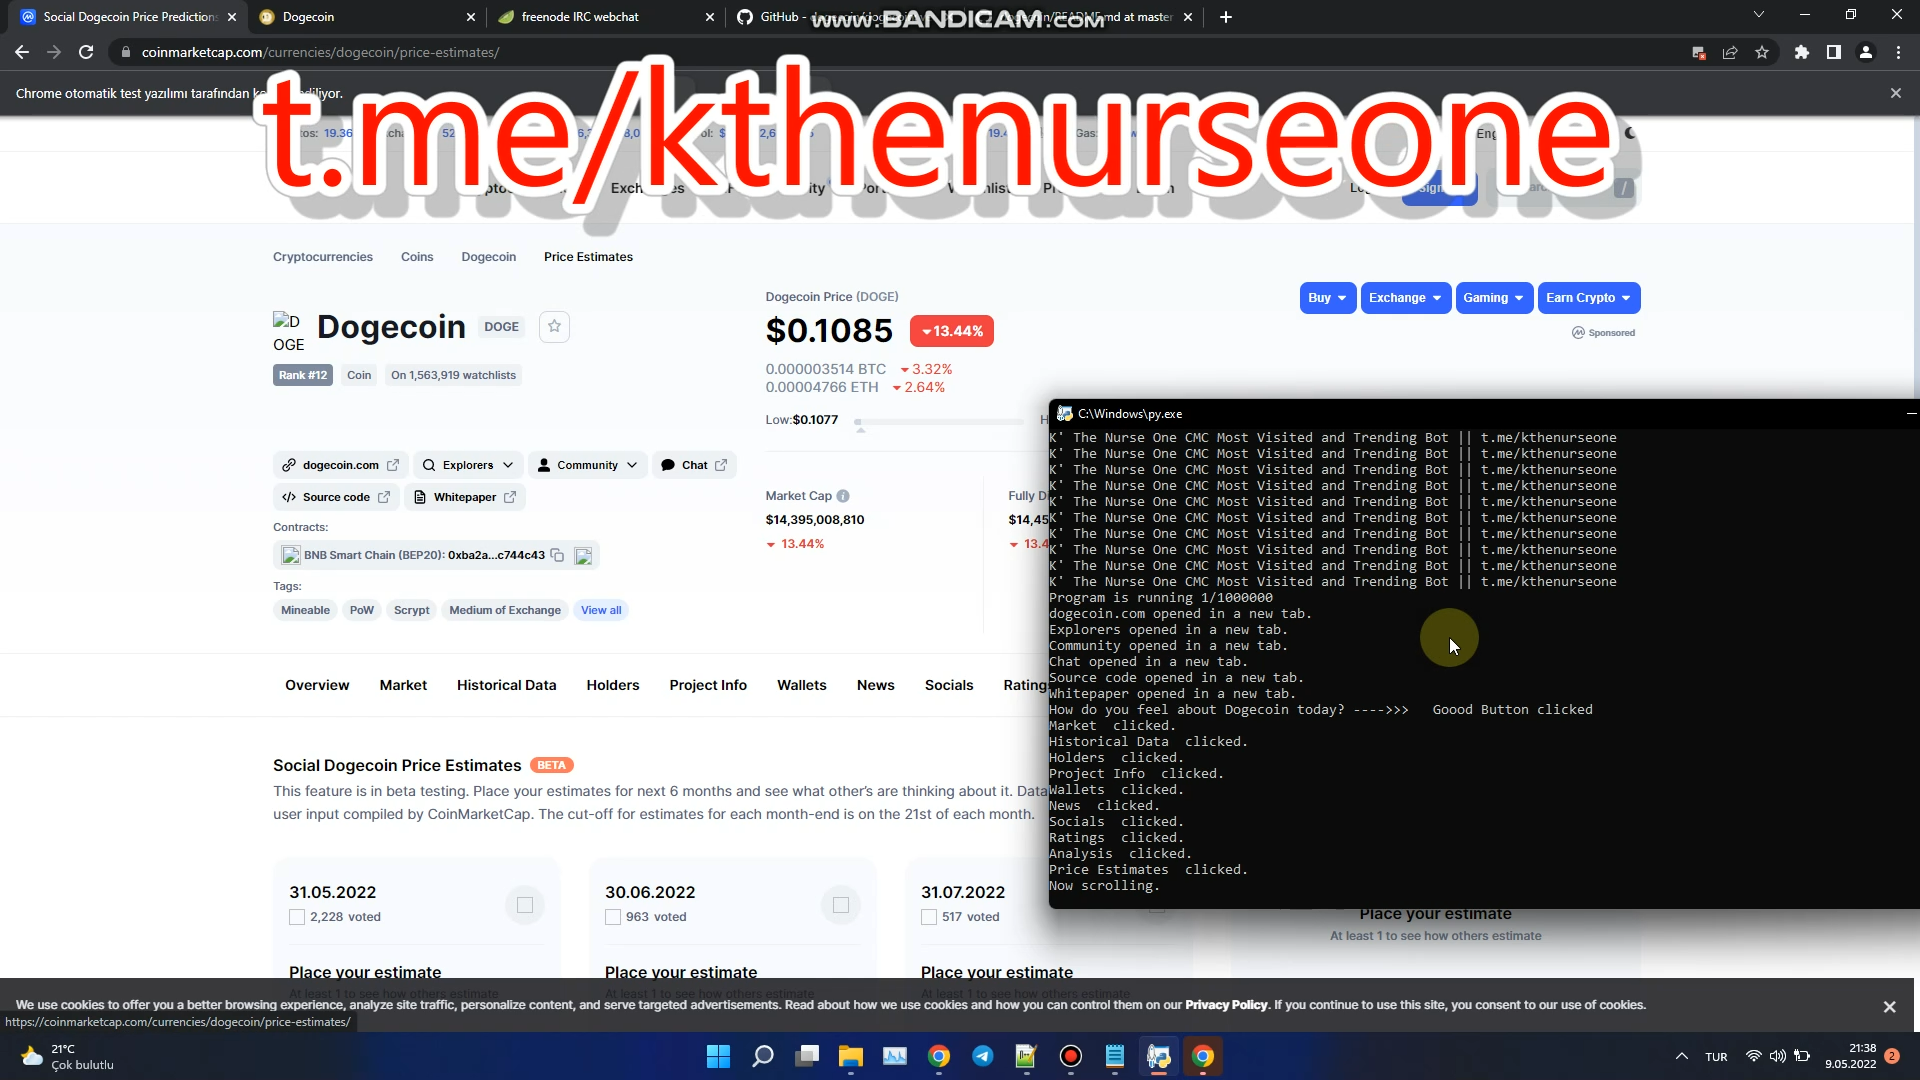 Social Dogecoin Price Predictions
Dogecoin
freenode IRC webchat
GitHub -
at master
www.BANDICAM.com
coinmarketcap.com/currencies/dogecoin/price-estimates/
Chrome otomatik test yazılımı tarafından
t.me/kthenurseone
Cryptocurrencies
Coins
Dogecoin
Price Estimates
Dogecoin Price (DOGE)
Buy
Exchange
Gaming
Earn Crypto
D
OGE
Dogecoin
DOGE
$0.1085
13.44%
Sponsored
Rank #12
Coin
On 1,563,919 watchlists
0.000003514 BTC
3.32%
0.00004766 ETH
2.64%
Low:$0.1077
dogecoin.com
Explorers
Community
Chat
Source code
Whitepaper
Market Cap
Fully D
$14,395,008,810
$14,45
13.44%
13.4
Contracts:
BNB Smart Chain (BEP20): 0xba2a...c744c43
Tags:
Mineable
PoW
Scrypt
Medium of Exchange
View all
Overview
Market
Historical Data
Holders
Project Info
Wallets
News
Socials
Rating
Social Dogecoin Price Estimates
BETA
This feature is in beta testing. Place your estimates for next 6 months and see what other's are thinking about it. Data
user input compiled by CoinMarketCap. The cut-off for estimates for each month-end is on the 21st of each month.
31.05.2022
2,228 voted
Place your estimate
30.06.2022
963 voted
Place your estimate
31.07.2022
517 voted
Place your estimate
Place your estimate
At least 1 to see how others estimate
C:\Windows\py.exe
K' The Nurse One CMC Most Visited and Trending Bot || t.me/kthenurseone
K' The Nurse One CMC Most Visited and Trending Bot || t.me/kthenurseone
K' The Nurse One CMC Most Visited and Trending Bot || t.me/kthenurseone
K' The Nurse One CMC Most Visited and Trending Bot || t.me/kthenurseone
K' The Nurse One CMC Most Visited and Trending Bot || t.me/kthenurseone
K' The Nurse One CMC Most Visited and Trending Bot || t.me/kthenurseone
K' The Nurse One CMC Most Visited and Trending Bot || t.me/kthenurseone
K' The Nurse One CMC Most Visited and Trending Bot || t.me/kthenurseone
K' The Nurse One CMC Most Visited and Trending Bot || t.me/kthenurseone
K' The Nurse One CMC Most Visited and Trending Bot || t.me/kthenurseone
Program is running 1/1000000
dogecoin.com opened in a new tab.
Explorers opened in a new tab.
Community opened in a new tab.
Chat opened in a new tab.
Source code opened in a new tab.
Whitepaper opened in a new tab.
How do you feel about Dogecoin today? ---->>> Goood Button clicked
Market clicked.
Historical Data clicked.
Holders clicked.
Project Info clicked.
Wallets clicked.
News clicked.
Socials clicked.
Ratings clicked.
Analysis clicked.
Price Estimates clicked.
Now scrolling.
We use cookies to offer you a better browsing experience, analyze site traffic, personalize content, and serve targeted advertisements. Read about how we use cookies and how you can control them on our Privacy Policy. If you continue to use this site, you consent to our use of cookies.
https://coinmarketcap.com/currencies/dogecoin/price-estimates/
21°C
Çok bulutlu
TUR
21:38
9.05.2022
2